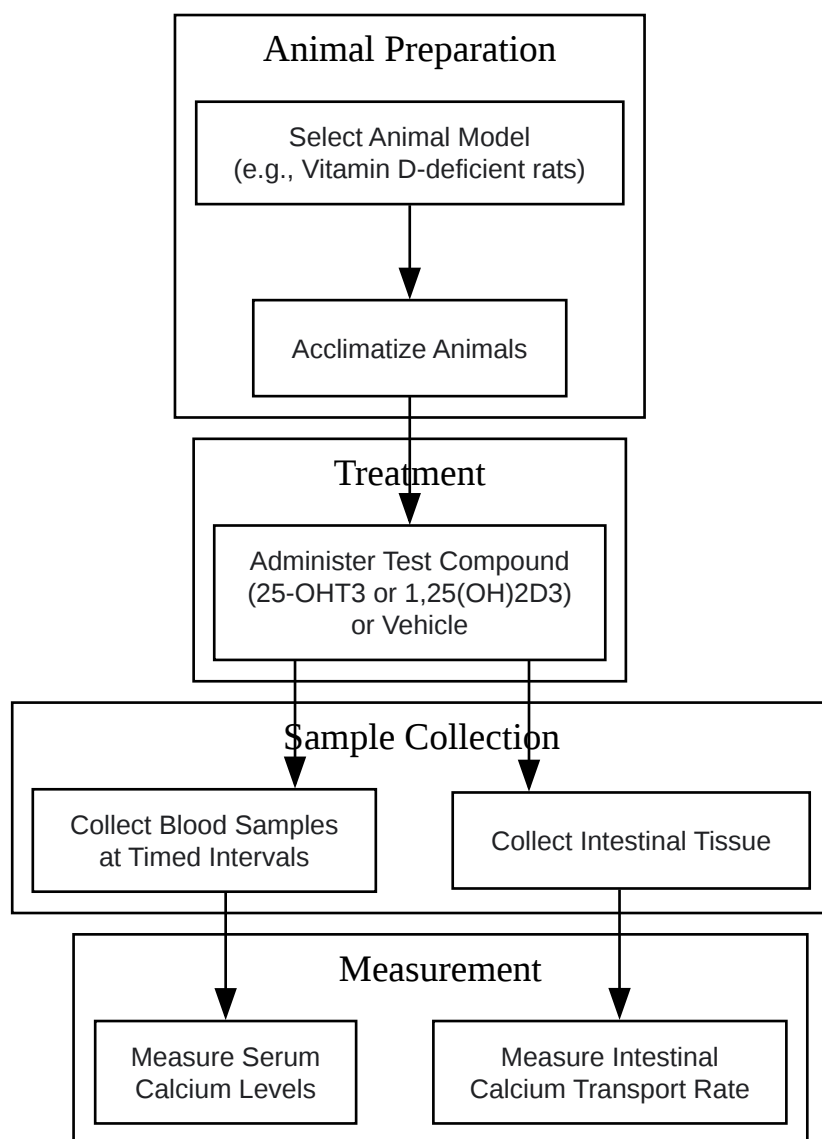 Animal Preparation
Select Animal Model
(e.g., Vitamin D-deficient rats)
Acclimatize Animals
Treatment
Administer Test Compound
(25-OHT3 or 1,25(OH)2D3)
or Vehicle
Sample Collection
Collect Blood Samples
at Timed Intervals
Collect Intestinal Tissue
Measurement
Measure Serum
Calcium Levels
Measure Intestinal
Calcium Transport Rate